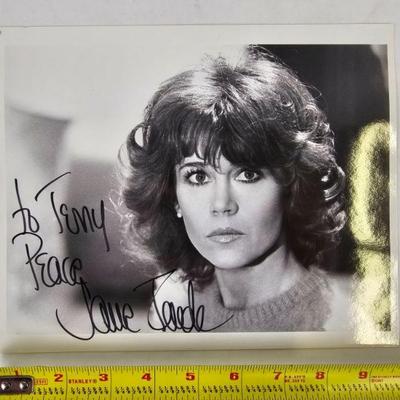 to Terry
Peace,
Jane Fonda
1 2 STANLEY® 3 4 5 6 7 8 9